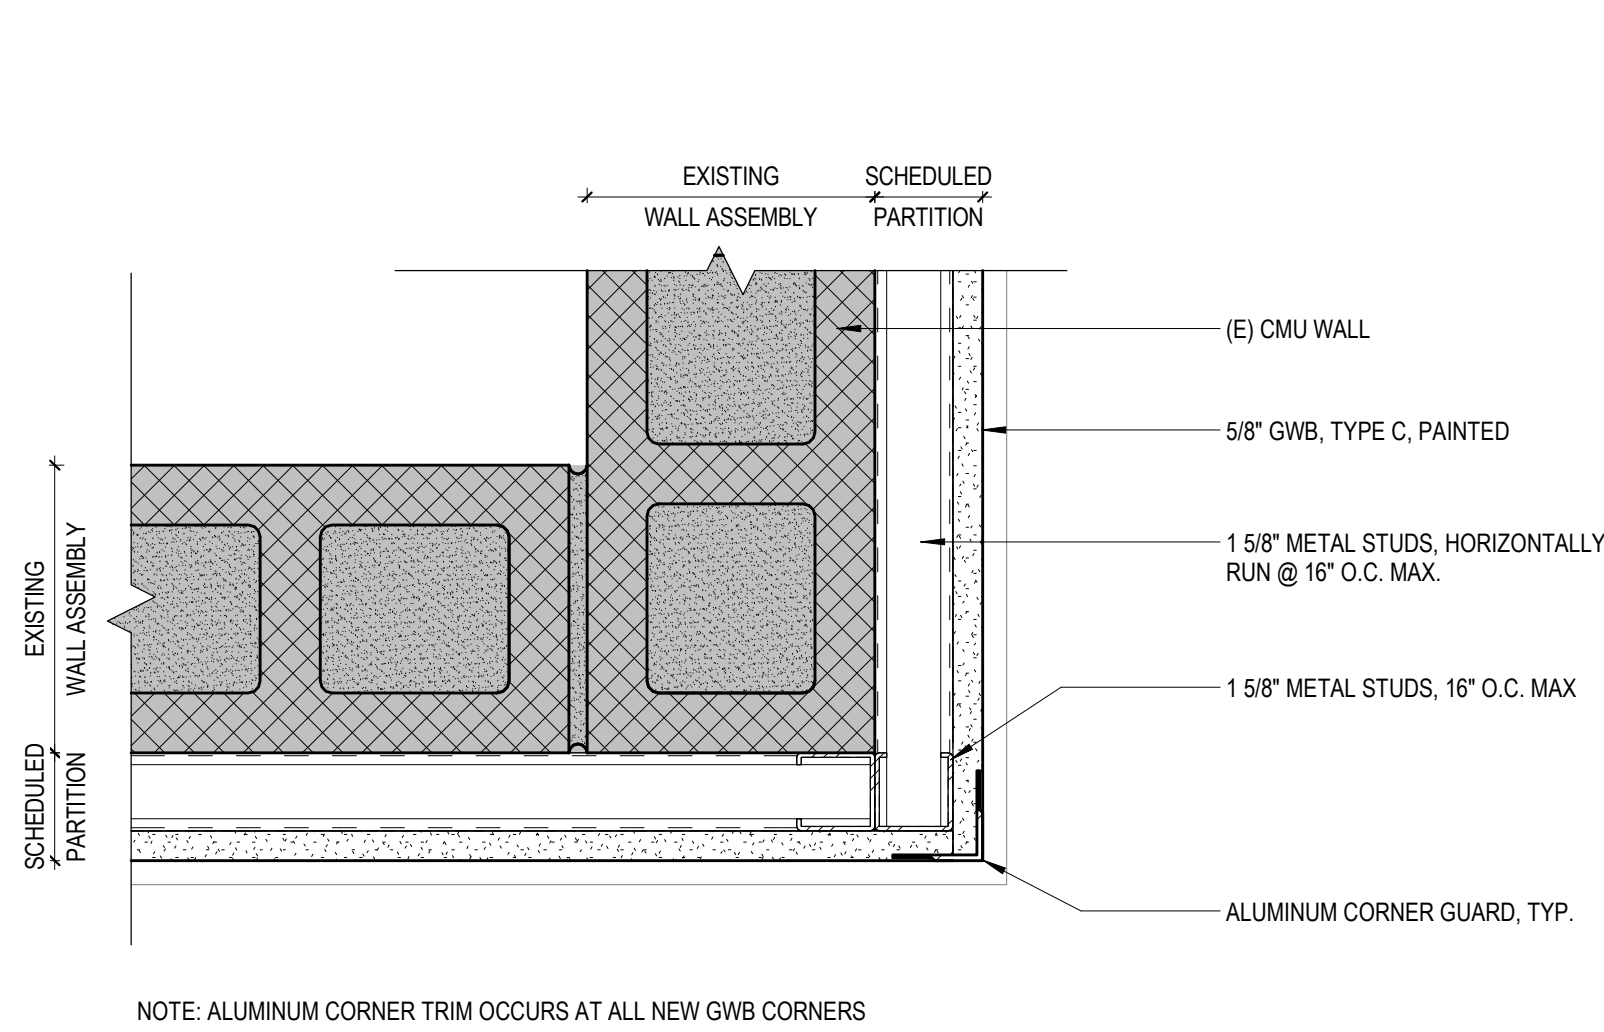 EXISTING
WALL ASSEMBLY
SCHEDULED
PARTITION
(E) CMU WALL
5/8" GWB, TYPE C, PAINTED
1 5/8" METAL STUDS, HORIZONTALLY
RUN @ 16" O.C. MAX.
1 5/8" METAL STUDS, 16" O.C. MAX
ALUMINUM CORNER GUARD, TYP.
EXISTING
WALL ASSEMBLY
SCHEDULED
PARTITION
NOTE: ALUMINUM CORNER TRIM OCCURS AT ALL NEW GWB CORNERS